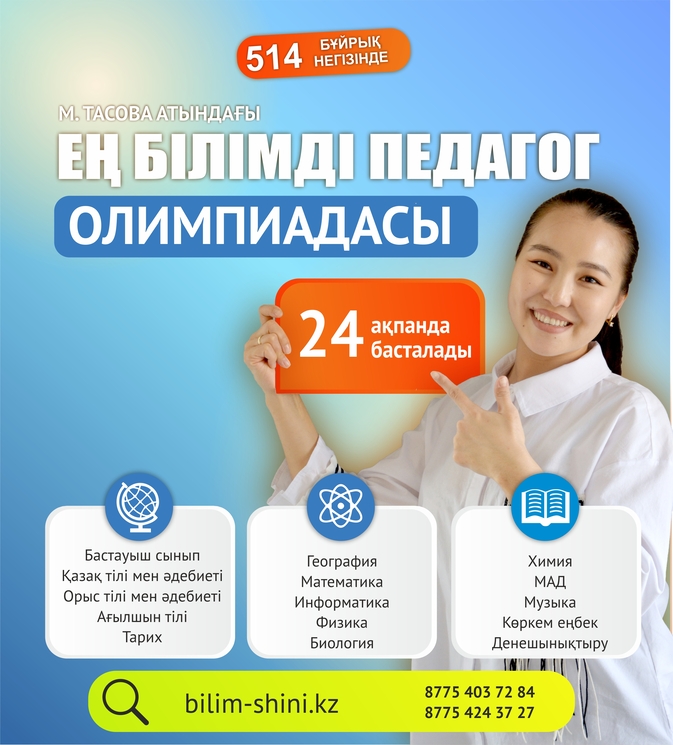 514 БҰЙРЫҚ
НЕГІЗІНДЕ
М. ТАСОВА АТЫНДАҒЫ
ЕҢ БІЛІМДІ ПЕДАГОГ
ОЛИМПИАДАСЫ
24 ақпанда
басталады
Бастауыш сынып
Қазақ тілі мен әдебиеті
Орыс тілі мен әдебиеті
Ағылшын тілі
Тарих
География
Математика
Информатика
Физика
Биология
Химия
МАД
Музыка
Көркем еңбек
Денешынықтыру
bilim-shini.kz
8775 403 72 84
8775 424 37 27